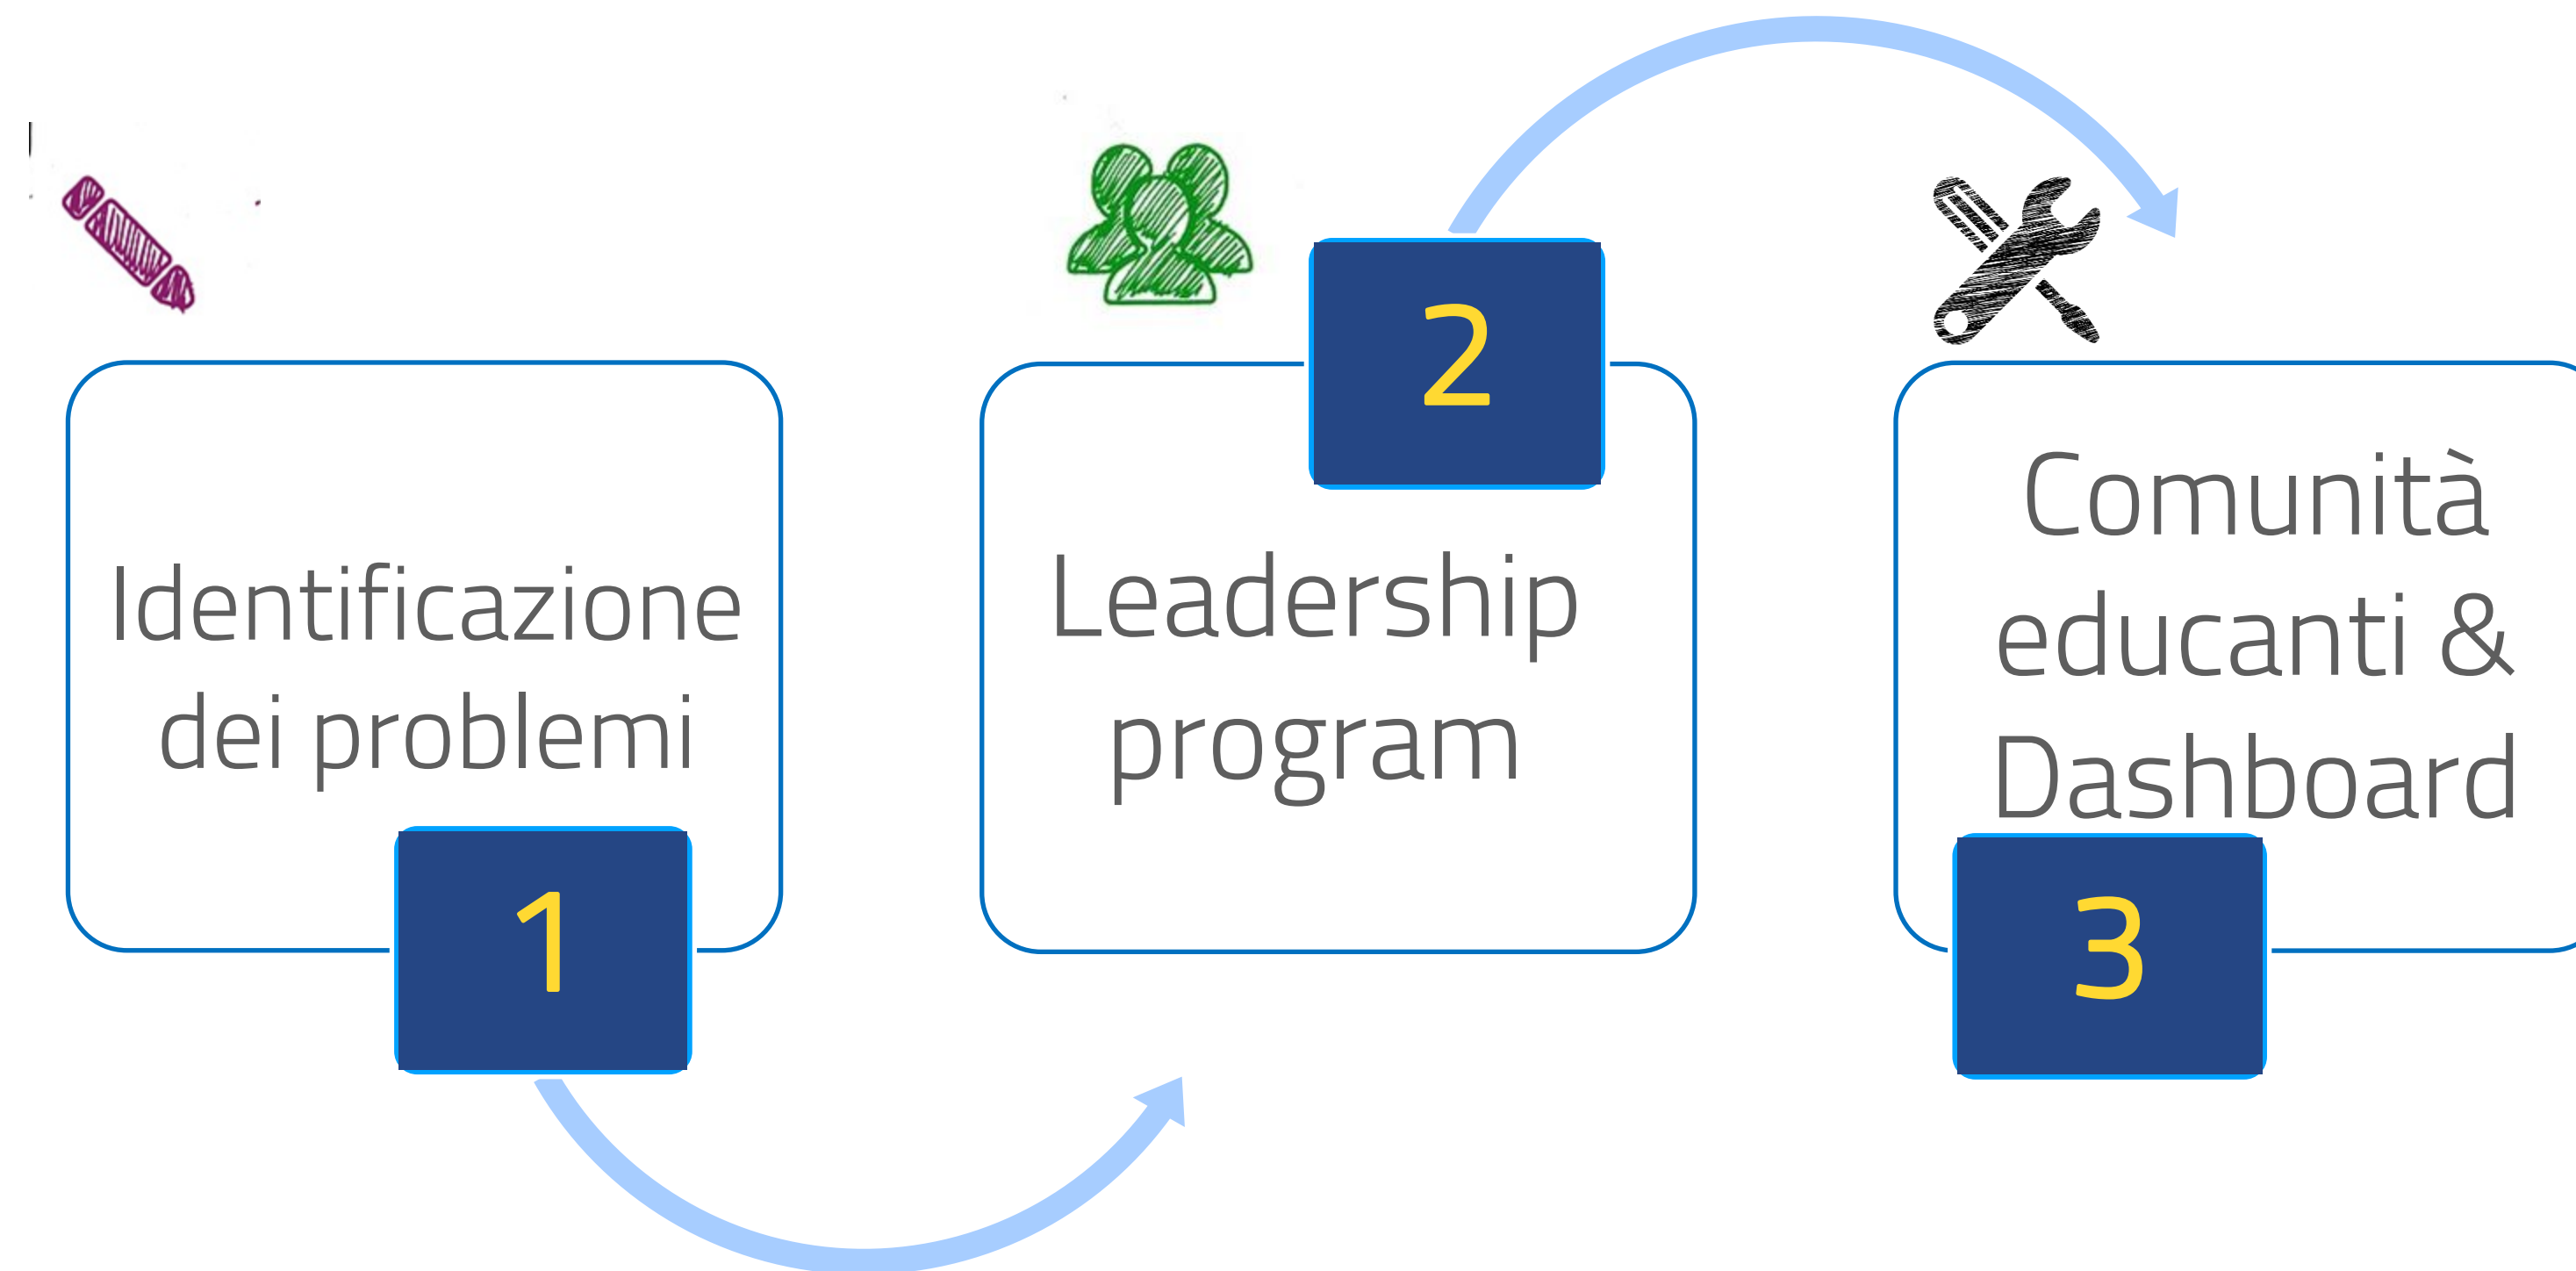 Identificazione
dei problemi
1
2
Leadership
program
Comunità
educanti &
Dashboard
3